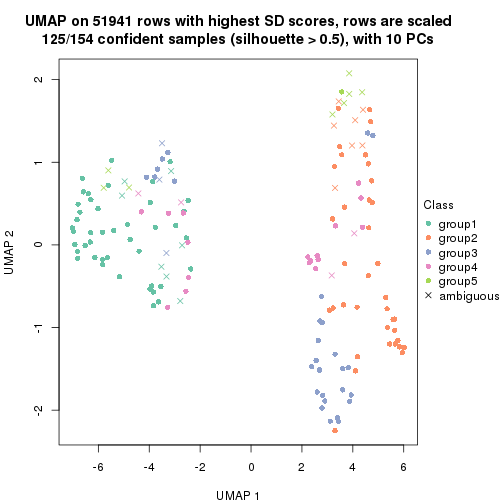 UMAP on 51941 rows with highest SD scores, rows are scaled
125/154 confident samples (silhouette > 0.5), with 10 PCs
2
1
0
-1
-2
UMAP 2
-6
-4
-2
0
2
4
6
UMAP 1
Class
group1
group2
group3
group4
group5
ambiguous